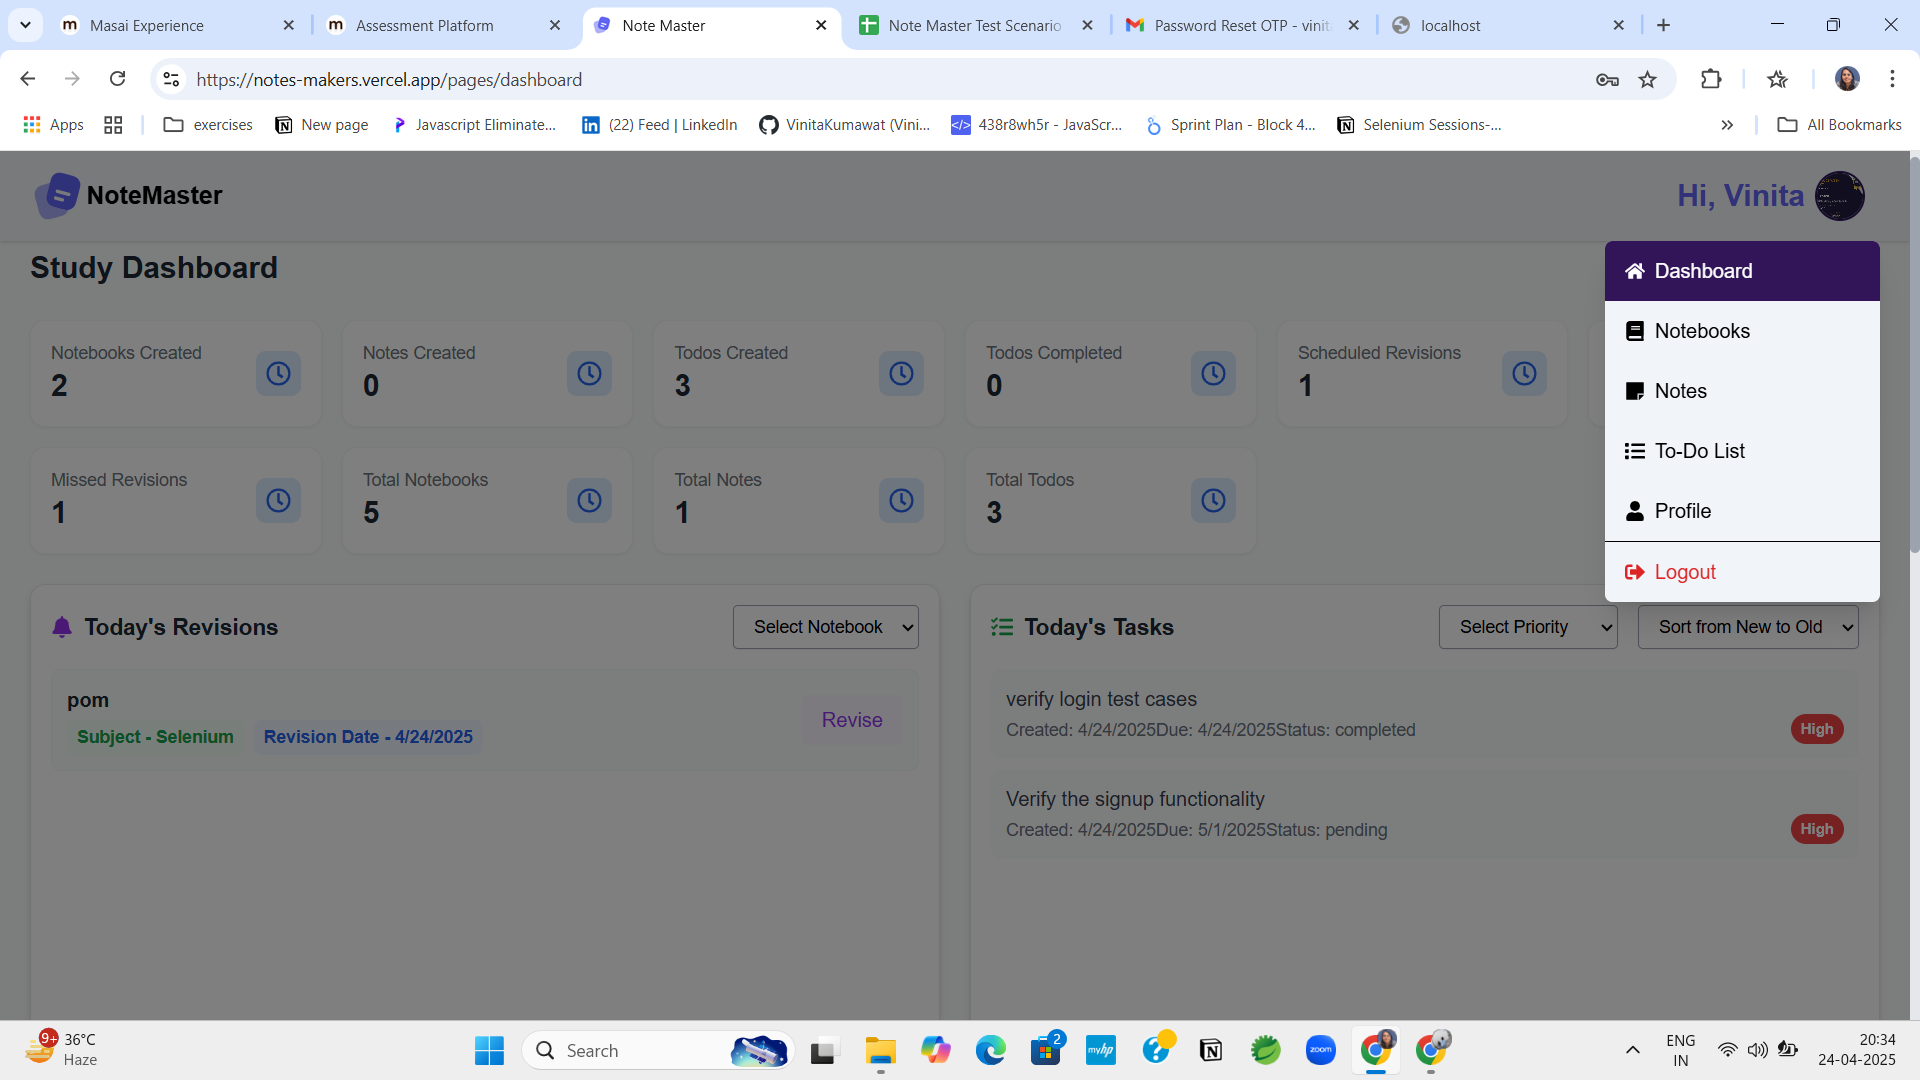 Masai Experience
Assessment Platform
Note Master
Note Master Test Scenario
Password Reset OTP - vinit
localhost
https://notes-makers.vercel.app/pages/dashboard
Apps
exercises
New page
Javascript Eliminate...
(22) Feed | LinkedIn
VinitaKumawat (Vini...
438r8wh5r - JavaScr...
Sprint Plan - Block 4...
Selenium Sessions-...
All Bookmarks
NoteMaster
Hi, Vinita
Study Dashboard
Dashboard
Notebooks
Notes
To-Do List
Profile
Logout
Notebooks Created
2
Notes Created
0
Todos Created
3
Todos Completed
0
Scheduled Revisions
1
Missed Revisions
1
Total Notebooks
5
Total Notes
1
Total Todos
3
Today's Revisions
Select Notebook
pom
Subject - Selenium
Revision Date - 4/24/2025
Revise
Today's Tasks
Select Priority
Sort from New to Old
verify login test cases
Created: 4/24/2025Due: 4/24/2025Status: completed
High
Verify the signup functionality
Created: 4/24/2025Due: 5/1/2025Status: pending
High
9+
36°C
Haze
Search
2
myhp
zoom
ENG
IN
20:34
24-04-2025